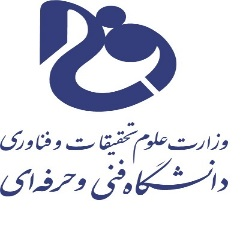 وزارت علوم تحقیقات و فناوری
دانشگاه فنی و حرفه‌ای